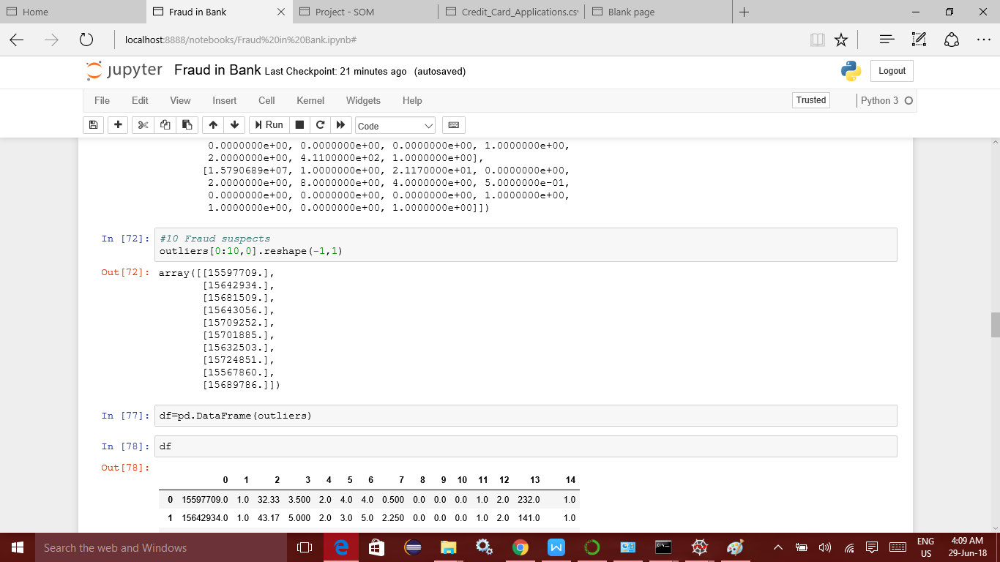 Home
Fraud in Bank
Project - SOM
Credit_Card_Applications.csv
Blank page
localhost:8888/notebooks/Fraud%20in%20Bank.ipynb#
jupyter Fraud in Bank Last Checkpoint: 21 minutes ago (autosaved)
Logout
File Edit View Insert Cell Kernel Widgets Help
Trusted
Python 3
Run
Code
0.0000000e+00, 0.0000000e+00, 0.0000000e+00, 1.0000000e+00,
2.0000000e+00, 4.1100000e+02, 1.0000000e+00],
[1.5790689e+07, 1.0000000e+00, 2.1170000e+01, 0.0000000e+00,
2.0000000e+00, 8.0000000e+00, 4.0000000e+00, 5.0000000e-01,
0.0000000e+00, 0.0000000e+00, 0.0000000e+00, 1.0000000e+00,
1.0000000e+00, 0.0000000e+00, 1.0000000e+00]])
In [72]: #10 Fraud suspects
outliers[0:10,0].reshape(-1,1)
Out[72]: array([[15597709.],
[15642934.],
[15681509.],
[15643056.],
[15709252.],
[15701885.],
[15632503.],
[15724851.],
[15567860.],
[15689786.]])
In [77]: df=pd.DataFrame(outliers)
In [78]: df
Out[78]:
0 1 2 3 4 5 6 7 8 9 10 11 12 13 14
0 15597709.0 1.0 32.33 3.500 2.0 4.0 4.0 0.500 0.0 0.0 0.0 1.0 2.0 232.0 1.0
1 15642934.0 1.0 43.17 5.000 2.0 3.0 5.0 2.250 0.0 0.0 0.0 1.0 2.0 141.0 1.0
Search the web and Windows
ENG
US
4:09 AM
29-Jun-18